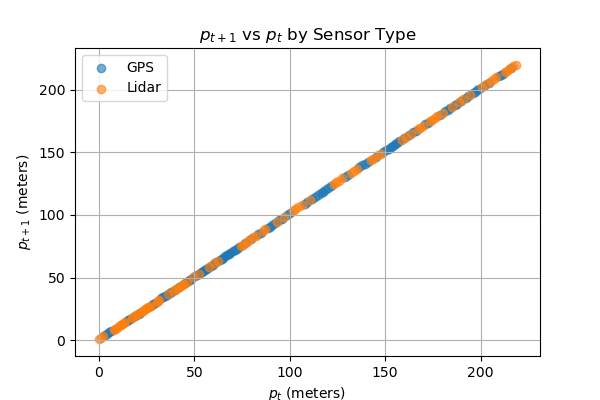 p_{t+1} vs p_t by Sensor Type
GPS
Lidar
p_{t+1} (meters)
200
150
100
50
0
0 50 100 150 200
p_t (meters)